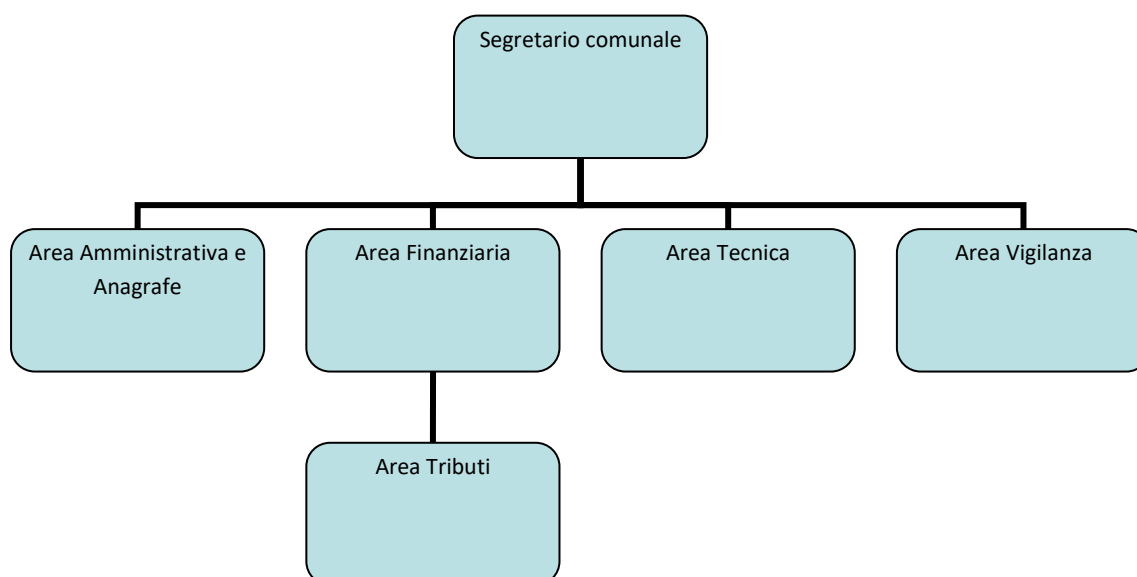 Segretario comunale
Area Amministrativa e
Anagrafe
Area Finanziaria
Area Tecnica
Area Vigilanza
Area Tributi